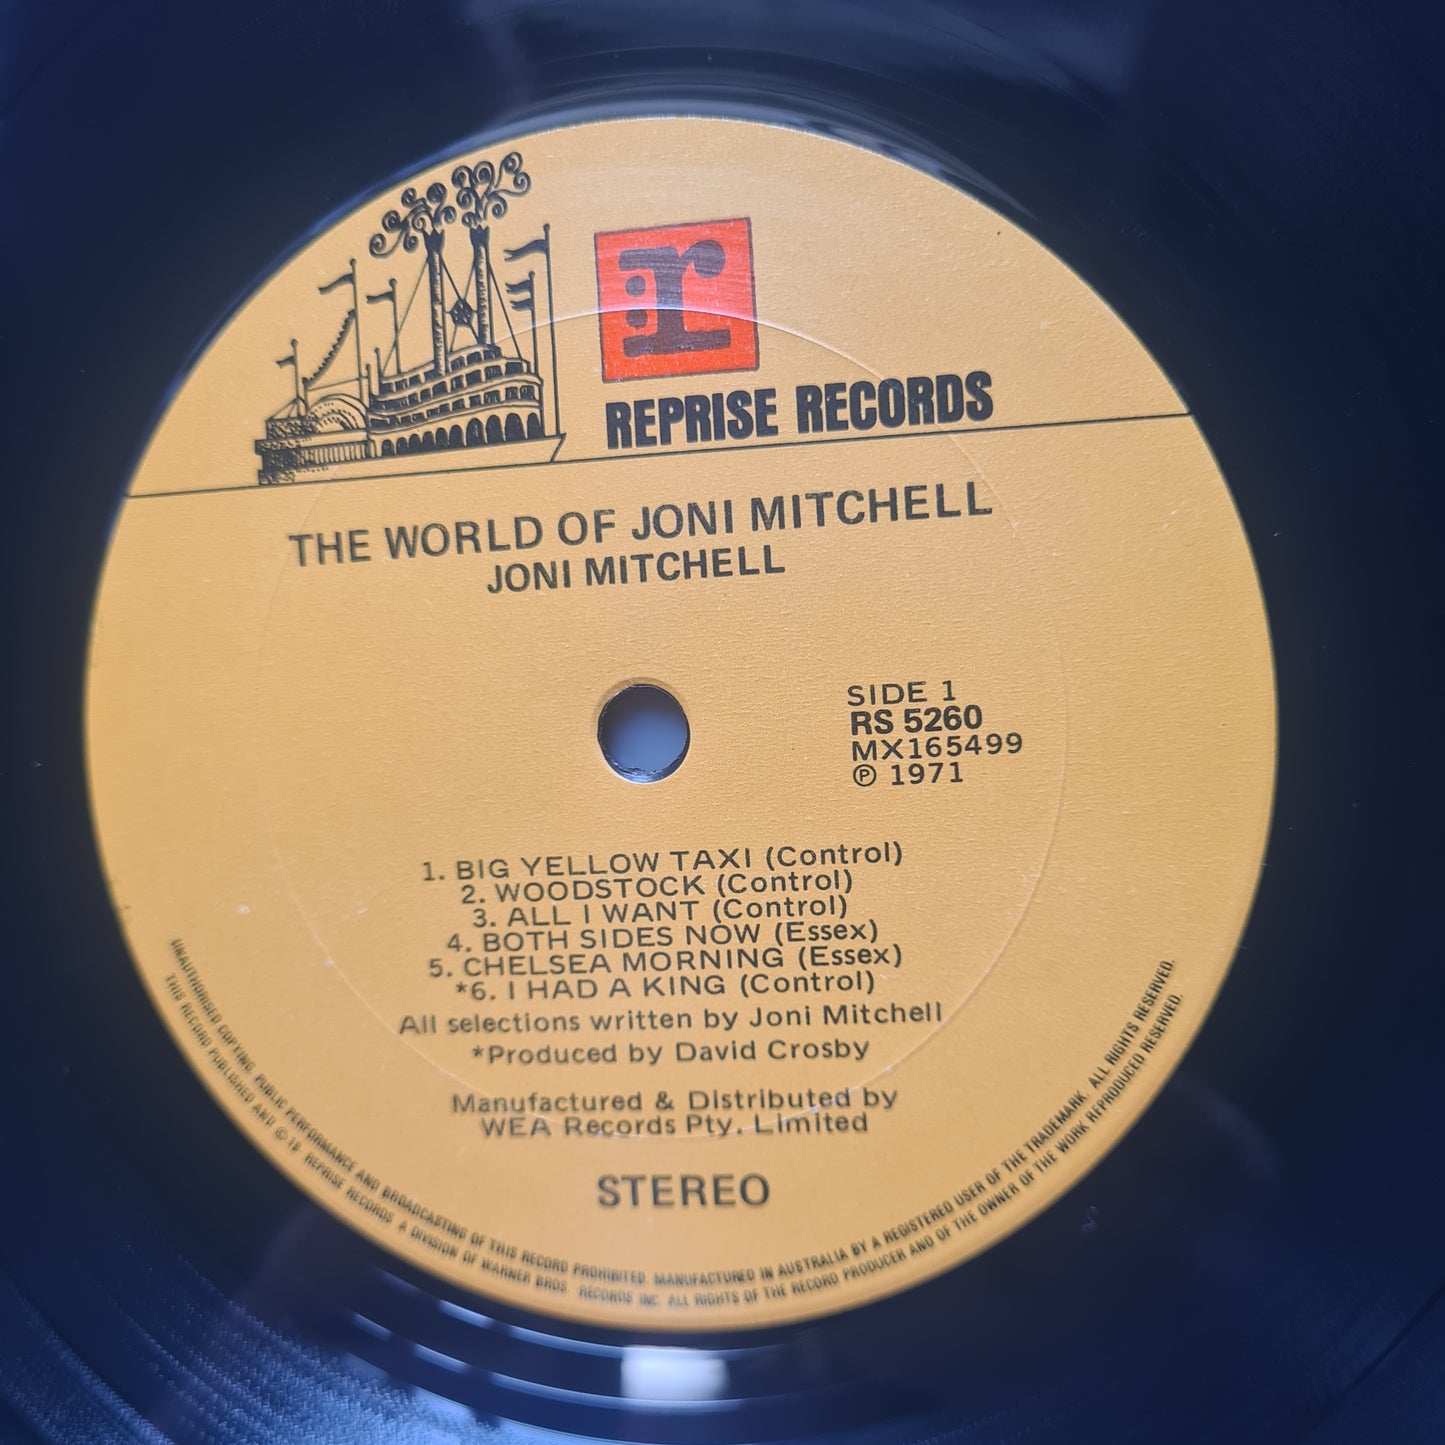 r
REPRISE RECORDS
THE WORLD OF JONI MITCHELL
JONI MITCHELL
SIDE 1
RS 5260
MX165499
℗ 1971
1. BIG YELLOW TAXI (Control)
2. WOODSTOCK (Control)
3. ALL I WANT (Control)
4. BOTH SIDES NOW (Essex)
5. CHELSEA MORNING (Essex)
*6. I HAD A KING (Control)
All selections written by Joni Mitchell
*Produced by David Crosby
Manufactured & Distributed by
WEA Records Pty. Limited
STEREO
UNAUTHORISED COPYING, PUBLIC PERFORMANCE AND BROADCASTING OF THIS RECORD PROHIBITED. MANUFACTURED IN AUSTRALIA BY A REGISTERED USER OF THE TRADEMARK. ALL RIGHTS RESERVED.
THIS RECORD PUBLISHED AND © 19 REPRISE RECORDS A DIVISION OF WARNER BROS. RECORDS INC. ALL RIGHTS OF THE RECORD PRODUCER AND OF THE OWNER OF THE WORK REPRODUCED RESERVED.